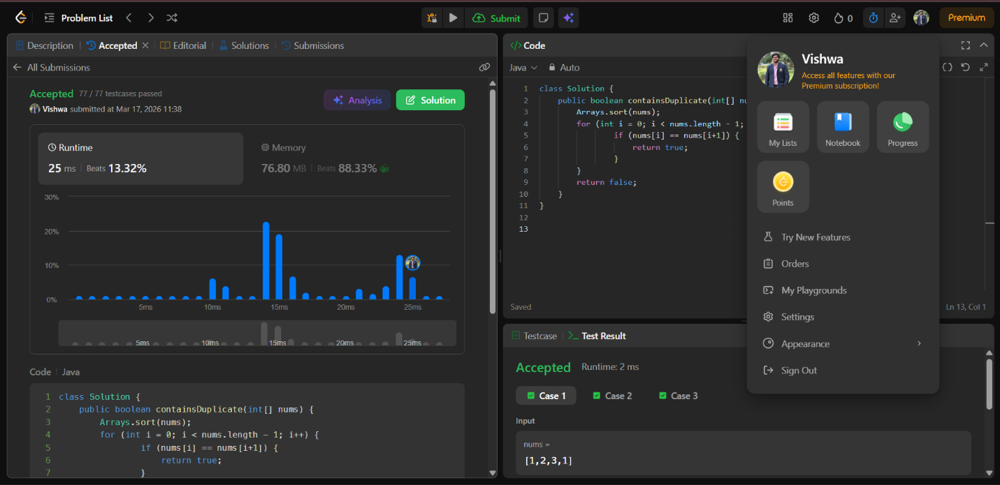 Problem List
Submit
0
Premium
Description
Accepted
Editorial
Solutions
Submissions
All Submissions
Accepted 77 / 77 testcases passed
Vishwa submitted at Mar 17, 2026 11:38
Analysis
Solution
Runtime
25 ms Beats 13.32%
Memory
76.80 MB Beats 88.33%
30%
20%
10%
0%
5ms 10ms 15ms 20ms 25ms
5ms 10ms 15ms 20ms 25ms
Code Java
1 class Solution {
2 public boolean containsDuplicate(int[] nums) {
3 Arrays.sort(nums);
4 for (int i = 0; i < nums.length - 1; i++) {
5 if (nums[i] == nums[i+1]) {
6 return true;
7 }
</> Code
Java Auto
1 class Solution {
2 public boolean containsDuplicate(int[] nu
3 Arrays.sort(nums);
4 for (int i = 0; i < nums.length - 1;
5 if (nums[i] == nums[i+1]) {
6 return true;
7 }
8 }
9 return false;
10 }
11 }
12
13
Saved
Ln 13, Col 1
Testcase
Test Result
Accepted Runtime: 2 ms
Case 1
Case 2
Case 3
Input
nums =
[1,2,3,1]
Vishwa
Access all features with our
Premium subscription!
My Lists
Notebook
Progress
Points
Try New Features
Orders
My Playgrounds
Settings
Appearance
Sign Out